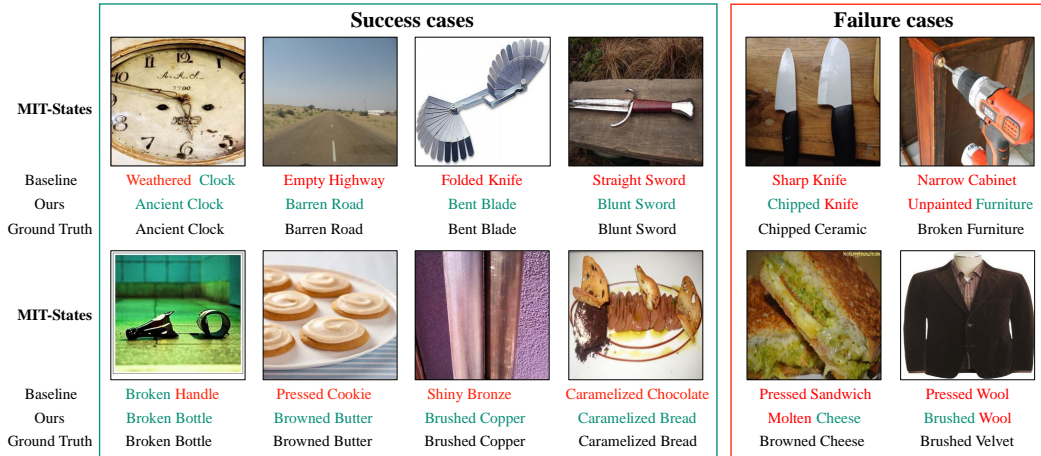 Success cases
Failure cases
MIT-States
Baseline Weathered Clock Empty Highway Folded Knife Straight Sword Sharp Knife Narrow Cabinet
Ours Ancient Clock Barren Road Bent Blade Blunt Sword Chipped Knife Unpainted Furniture
Ground Truth Ancient Clock Barren Road Bent Blade Blunt Sword Chipped Ceramic Broken Furniture
MIT-States
Baseline Broken Handle Pressed Cookie Shiny Bronze Caramelized Chocolate Pressed Sandwich Pressed Wool
Ours Broken Bottle Browned Butter Brushed Copper Caramelized Bread Molten Cheese Brushed Wool
Ground Truth Broken Bottle Browned Butter Brushed Copper Caramelized Bread Browned Cheese Brushed Velvet